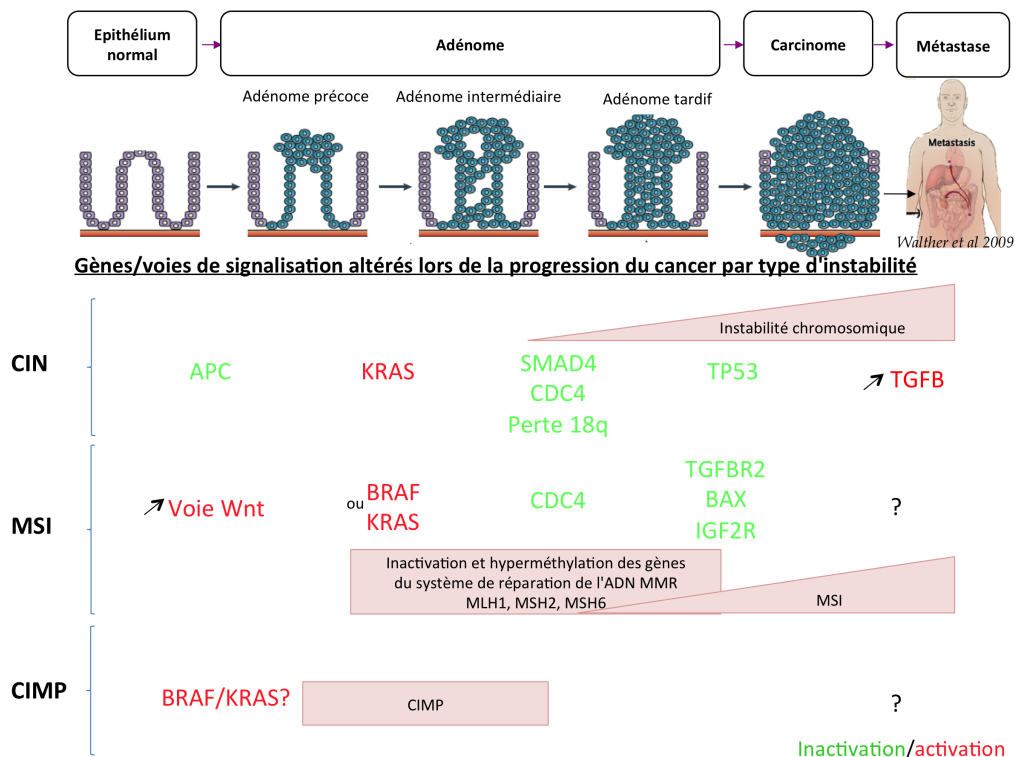 Epithélium
normal
Adénome
Carcinome
Métastase
Adénome précoce
Adénome intermédiaire
Adénome tardif
Metastasis
Walther et al 2009
Gènes/voies de signalisation altérés lors de la progression du cancer par type d'instabilité
Instabilité chromosomique
CIN
APC
KRAS
SMAD4
CDC4
Perte 18q
TP53
TGFB
MSI
Voie Wnt
ou
BRAF
KRAS
CDC4
TGFBR2
BAX
IGF2R
?
Inactivation et hyperméthylation des gènes
du système de réparation de l'ADN MMR
MLH1, MSH2, MSH6
MSI
CIMP
BRAF/KRAS?
CIMP
?
Inactivation/activation